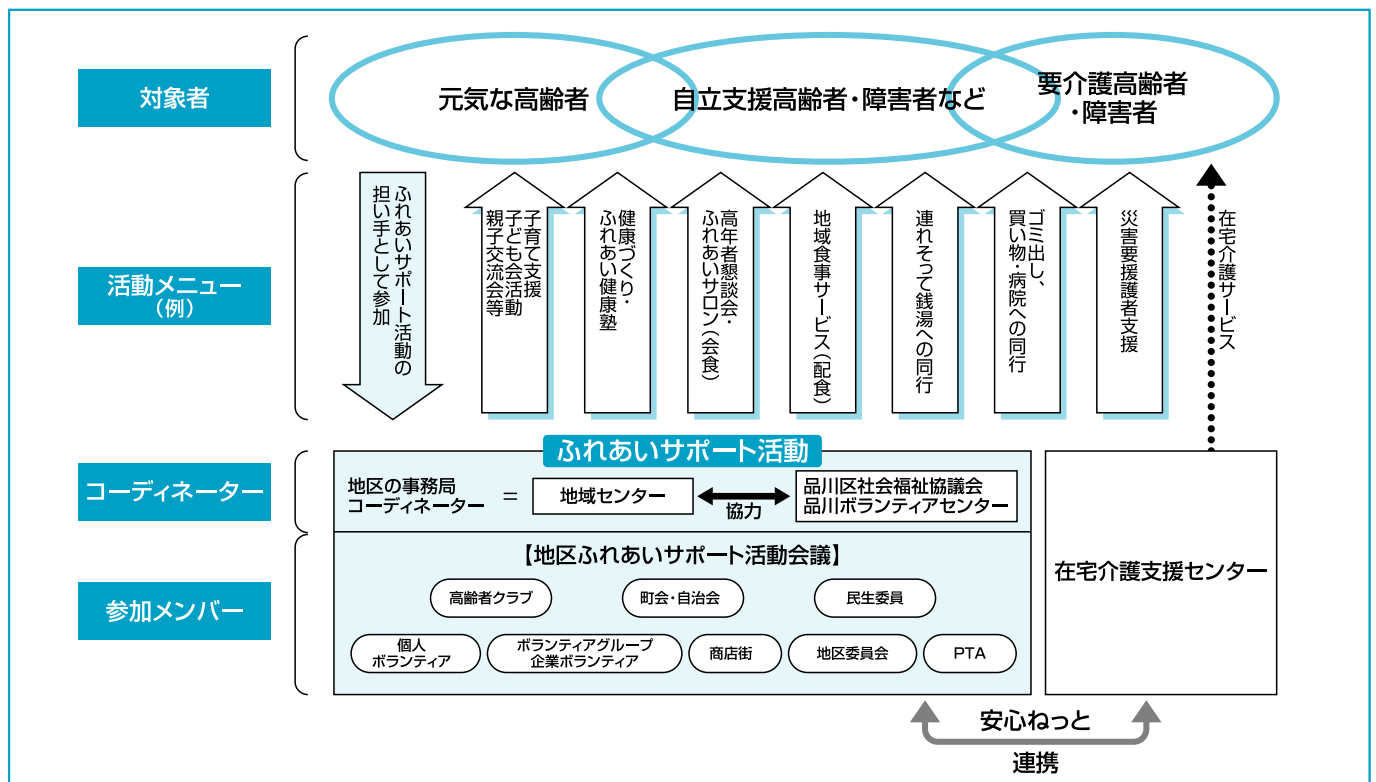 対象者
元気な高齢者
自立支援高齢者・障害者など
要介護高齢者
・障害者
活動メニュー
（例）
ふれあいサポート活動の
担い手として参加
子育て支援
子ども会活動
親子交流会等
健康づくり・
ふれあい健康塾
高年者懇談会・
ふれあいサロン（会食）
地域食事サービス（配食）
連れそって銭湯への同行
ゴミ出し、
買い物・病院への同行
災害要援護者支援
在宅介護サービス
コーディネーター
ふれあいサポート活動
地区の事務局
コーディネーター
＝
地域センター
協力
品川区社会福祉協議会
品川ボランティアセンター
参加メンバー
【地区ふれあいサポート活動会議】
高齢者クラブ
町会・自治会
民生委員
個人
ボランティア
ボランティアグループ
企業ボランティア
商店街
地区委員会
PTA
在宅介護支援センター
安心ねっと
連携